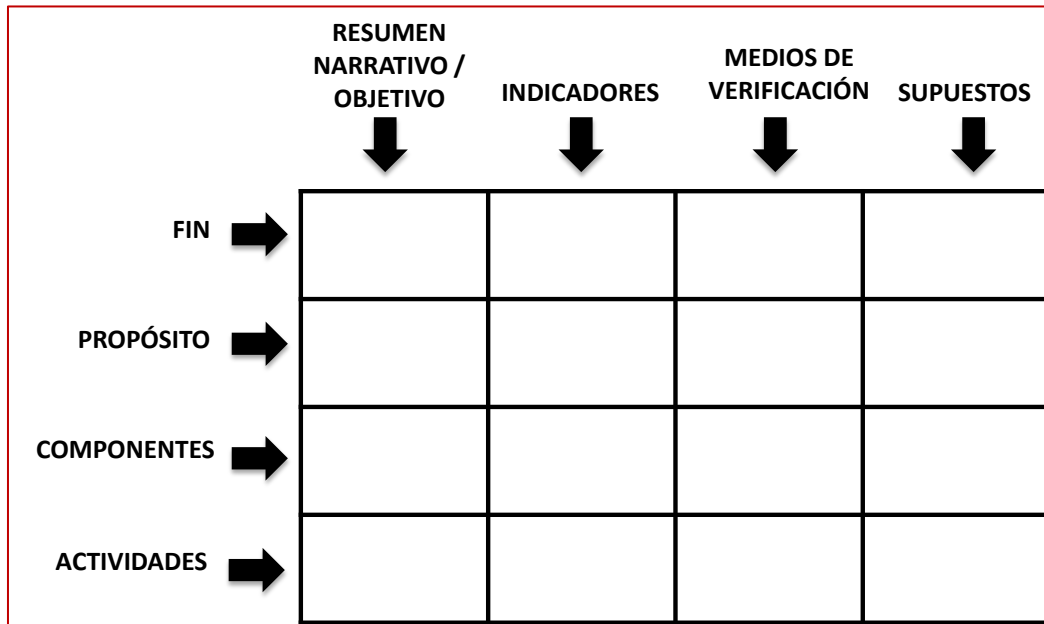 RESUMEN
NARRATIVO /
OBJETIVO
INDICADORES
MEDIOS DE
VERIFICACIÓN
SUPUESTOS
FIN
PROPÓSITO
COMPONENTES
ACTIVIDADES